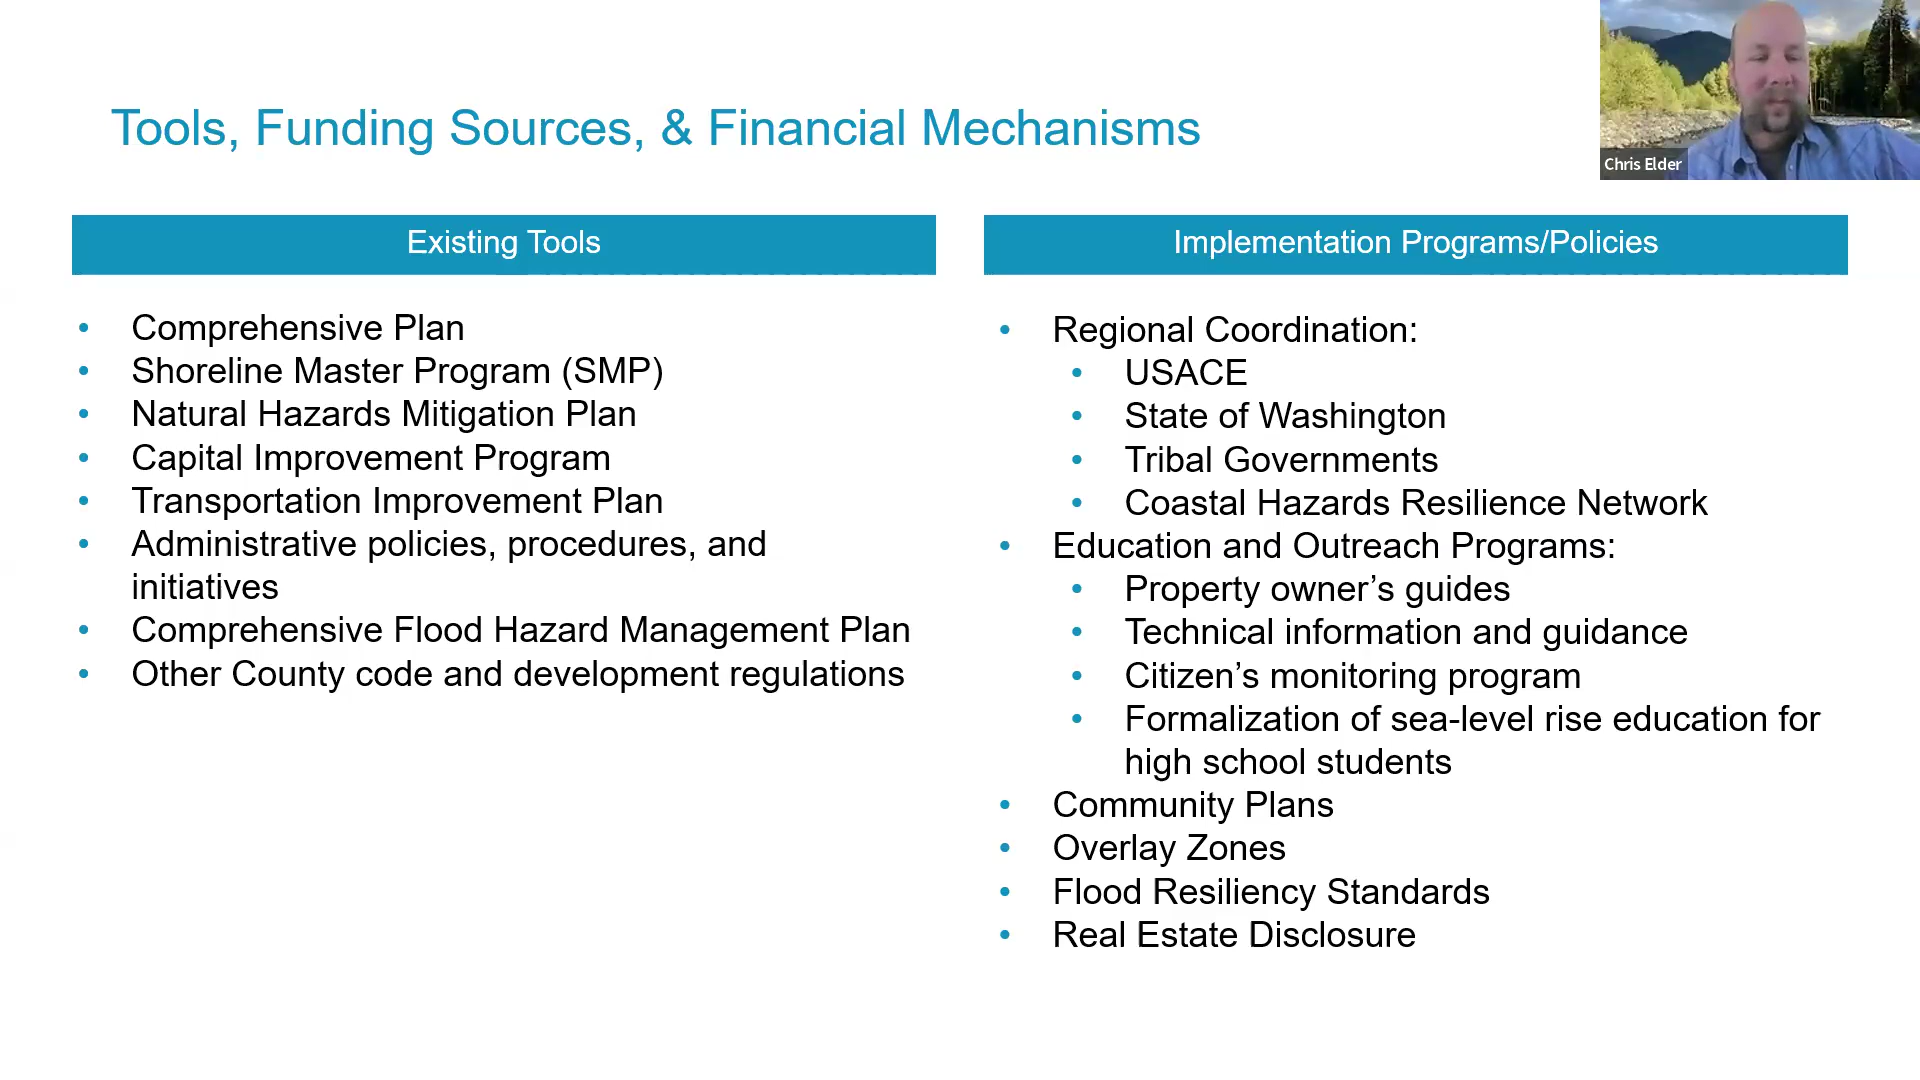 Tools, Funding Sources, & Financial Mechanisms
Chris Elder
Existing Tools
• Comprehensive Plan
• Shoreline Master Program (SMP)
• Natural Hazards Mitigation Plan
• Capital Improvement Program
• Transportation Improvement Plan
• Administrative policies, procedures, and
initiatives
• Comprehensive Flood Hazard Management Plan
• Other County code and development regulations
Implementation Programs/Policies
• Regional Coordination:
• USACE
• State of Washington
• Tribal Governments
• Coastal Hazards Resilience Network
• Education and Outreach Programs:
• Property owner’s guides
• Technical information and guidance
• Citizen’s monitoring program
• Formalization of sea-level rise education for
high school students
• Community Plans
• Overlay Zones
• Flood Resiliency Standards
• Real Estate Disclosure